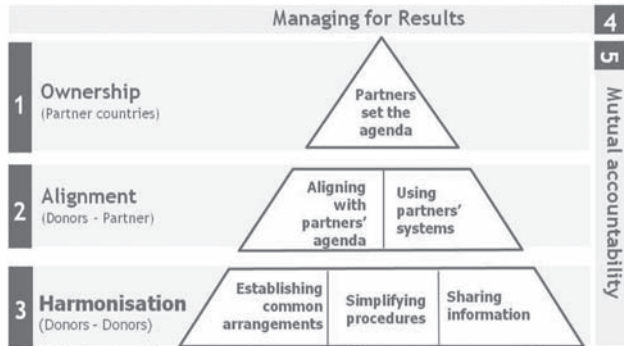 Managing for Results
4
5
Mutual accountability
1
Ownership
(Partner countries)
Partners
set the
agenda
2
Alignment
(Donors - Partner)
Aligning
with
partners'
agenda
Using
partners'
systems
3
Harmonisation
(Donors - Donors)
Establishing
common
arrangements
Simplifying
procedures
Sharing
information